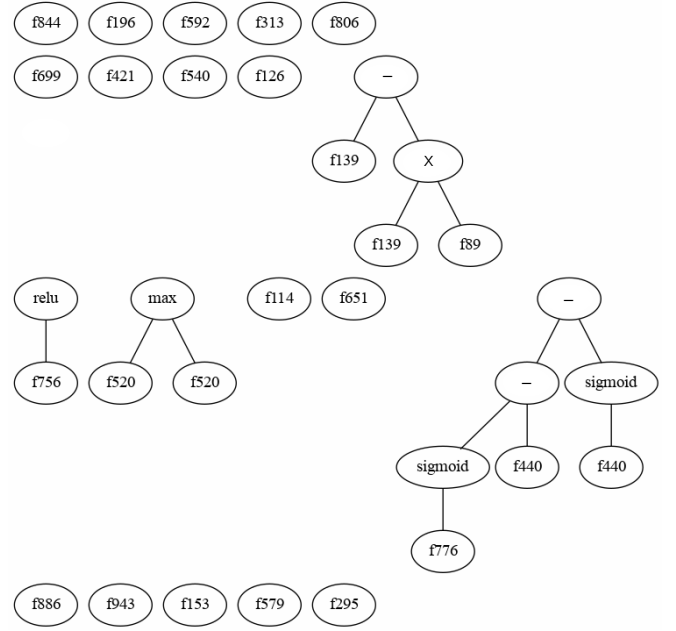 f844 f196 f592 f313 f806
f699 f421 f540 f126 −
f139 X
f139 f89
relu max f114 f651 −
f756 f520 f520 − sigmoid
sigmoid f440 f440
f776
f886 f943 f153 f579 f295